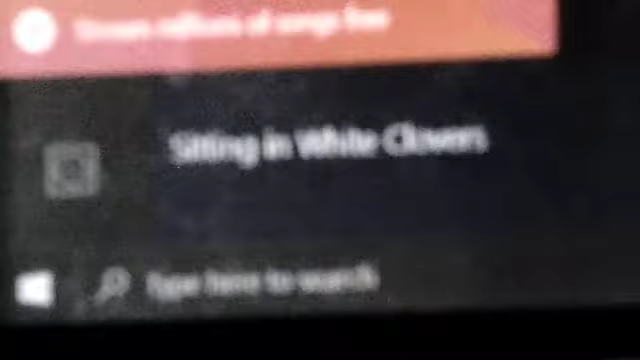 Stream millions of songs free
Sitting in White Clovers
Type here to search